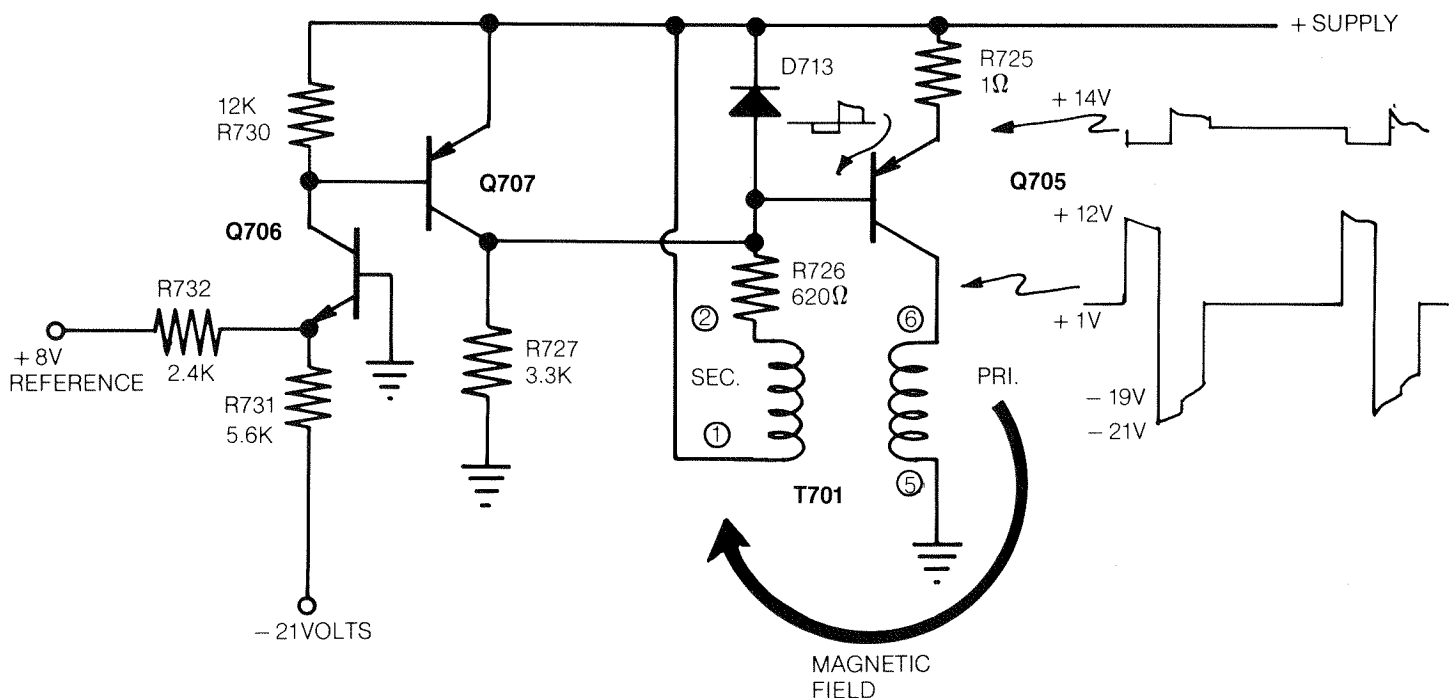 + SUPPLY
D713
R725
1Ω
+ 14V
12K
R730
Q707
Q705
+ 12V
Q706
R726
620Ω
R732
②
⑥
+ 1V
+ 8V
REFERENCE
2.4K
R727
3.3K
SEC.
PRI.
R731
5.6K
①
− 19V
− 21V
⑤
T701
− 21VOLTS
MAGNETIC
FIELD